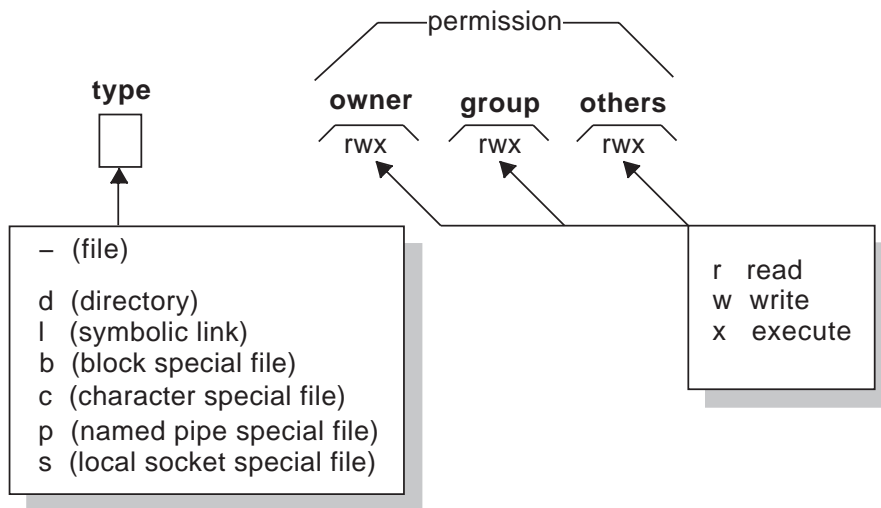 permission
type
owner group others
rwx rwx rwx
– (file)
d (directory)
l (symbolic link)
b (block special file)
c (character special file)
p (named pipe special file)
s (local socket special file)
r read
w write
x execute